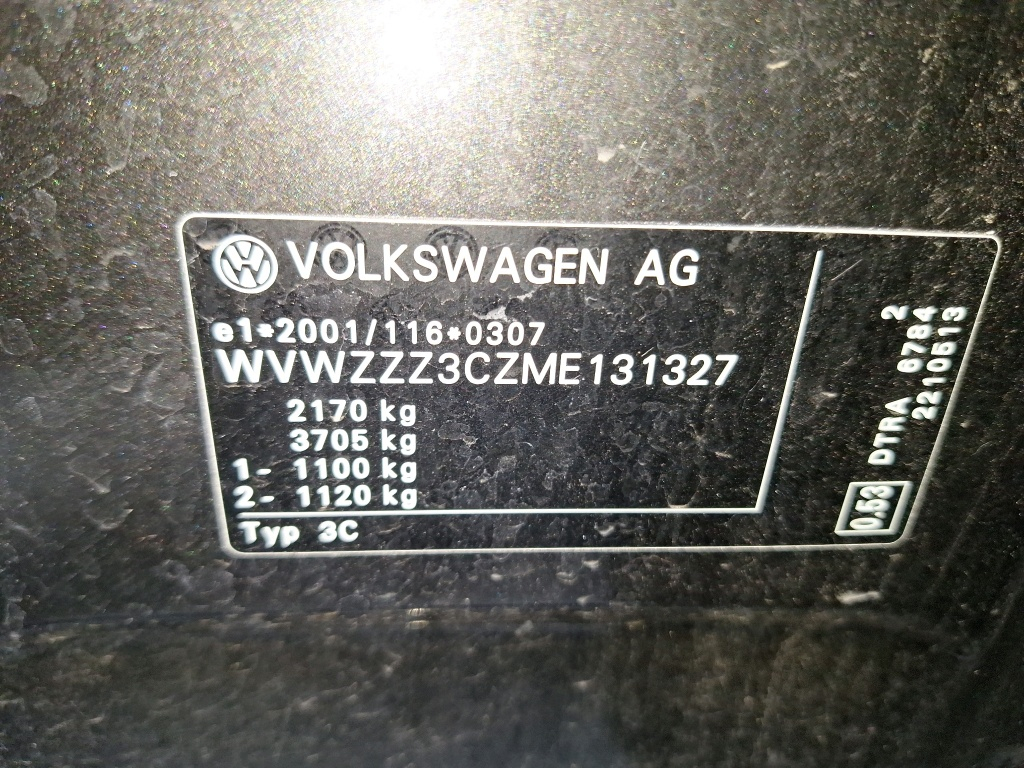 VOLKSWAGEN AG
e1*2001/116*0307
WVWZZZ3CZME131327
2170 kg
3705 kg
1- 1100 kg
2- 1120 kg
Typ 3C
2
DTRA 6784
2210513
0.53